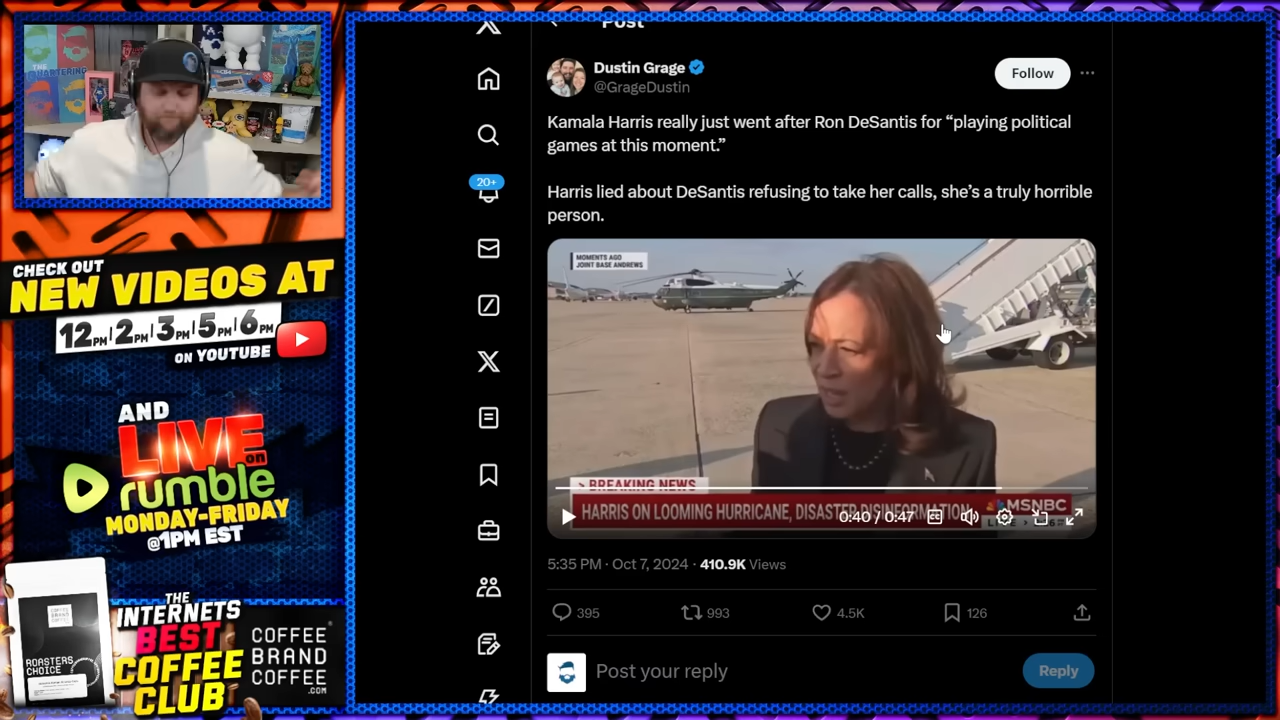 THE
QUARTERING
CHECK OUT
NEW VIDEOS AT
12PM|2PM|3PM|5PM|6PM
ON YOUTUBE
AND
LIVE on
rumble
MONDAY-FRIDAY
@1PM EST
COFFEE
BRAND
COFFEE
ROASTERS
CHOICE
THE
INTERNETS
BEST
COFFEE
CLUB
COFFEE
BRAND
COFFEE
.COM
Post
20+
Dustin Grage
@GrageDustin
Follow
Kamala Harris really just went after Ron DeSantis for “playing political
games at this moment.”
Harris lied about DeSantis refusing to take her calls, she’s a truly horrible
person.
MOMENTS AGO
JOINT BASE ANDREWS
> BREAKING NEWS
HARRIS ON LOOMING HURRICANE, DISASTER DISINFORMATION
MSNBC
0:40 / 0:47
5:35 PM · Oct 7, 2024 · 410.9K Views
395 993 4.5K 126
Post your reply
Reply